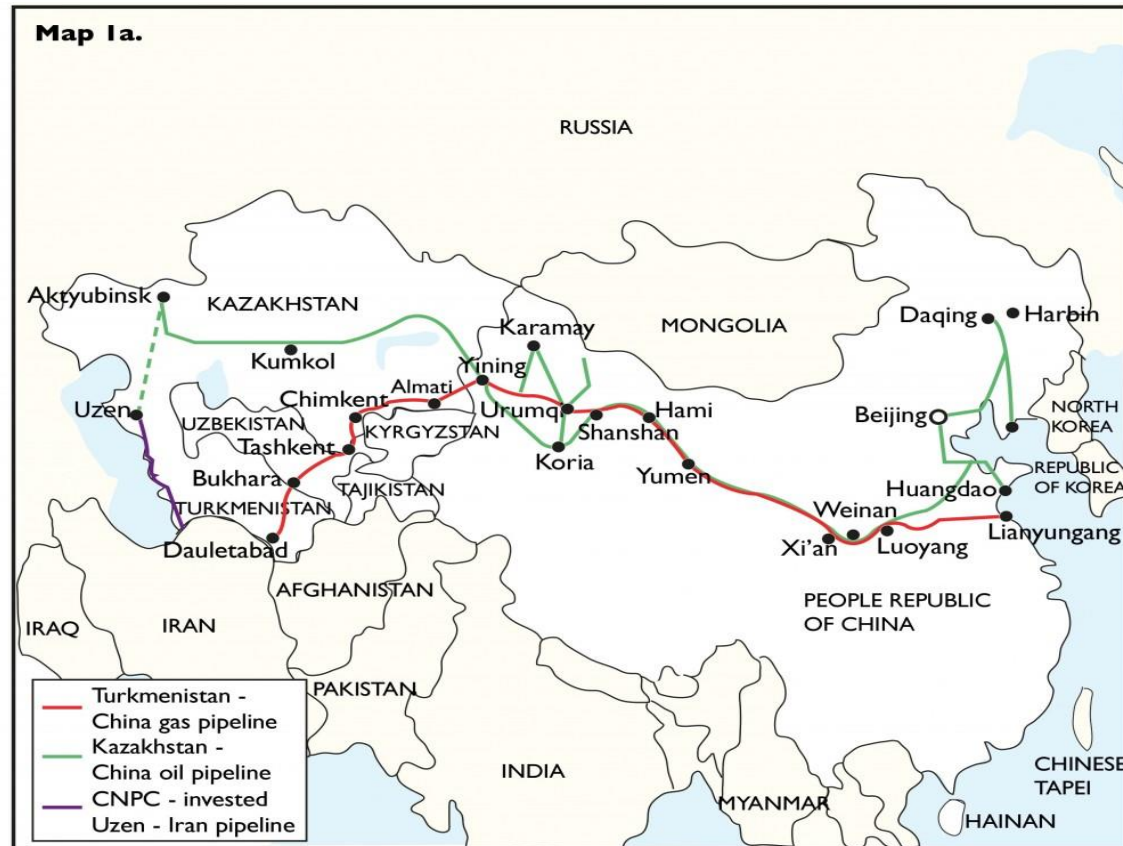 Map 1a.
RUSSIA
Aktyubinsk
KAZAKHSTAN
Karamay
MONGOLIA
Daqing
Harbin
Kumkol
Yining
Almati
Chimkent
Uzen
UZBEKISTAN
KYRGYZSTAN
Urumqi
Shanshan
Hami
Beijing
NORTH
KOREA
Tashkent
Koria
Yumen
Bukhara
TAJIKISTAN
REPUBLIC
OF KOREA
TURKMENISTAN
Huangdao
Weinan
Dauletabad
Xi'an
Luoyang
Lianyungang
AFGHANISTAN
IRAQ
IRAN
PEOPLE REPUBLIC
OF CHINA
PAKISTAN
Turkmenistan -
China gas pipeline
Kazakhstan -
China oil pipeline
CNPC - invested
Uzen - Iran pipeline
INDIA
MYANMAR
CHINESE
TAPEI
HAINAN